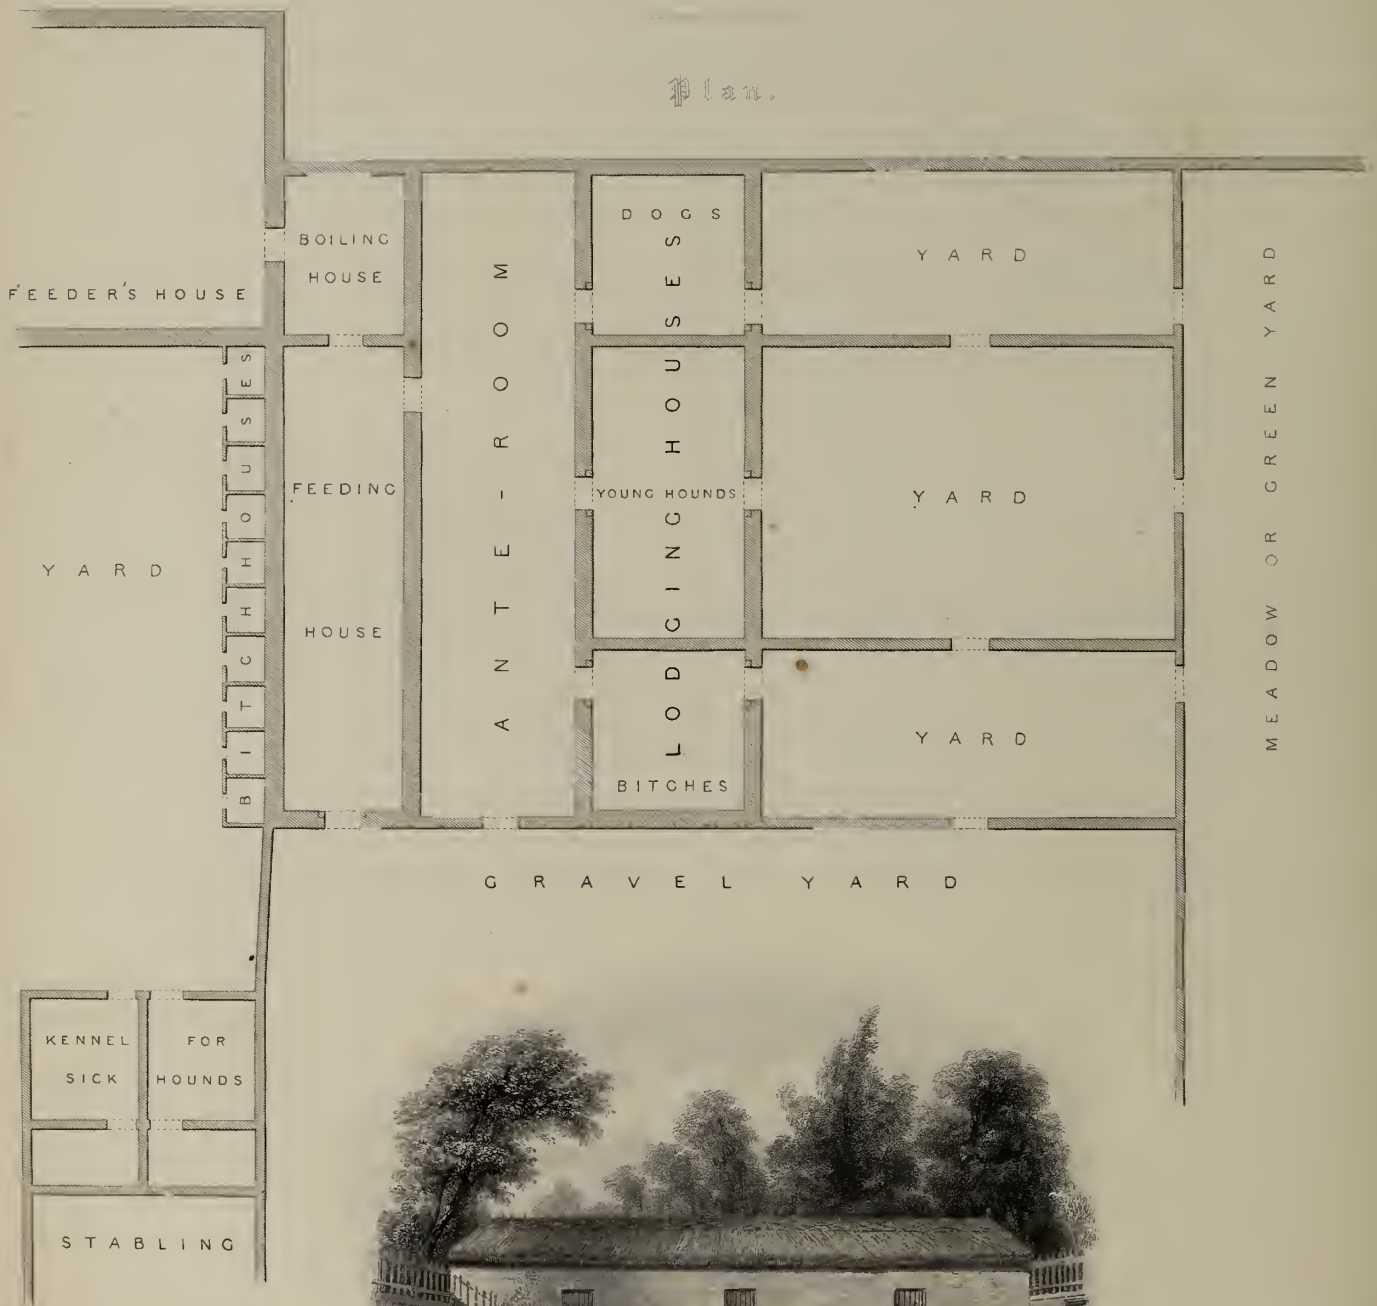 Plan.
FEEDER'S HOUSE
BOILING
HOUSE
ANTE-ROOM
DOGS
LODGING HOUSES
YOUNG HOUNDS
BITCHES
YARD
YARD
YARD
MEADOW OR GREEN YARD
YARD
BITCH HOUSES
FEEDING
HOUSE
GRAVEL YARD
KENNEL FOR
SICK HOUNDS
STABLING